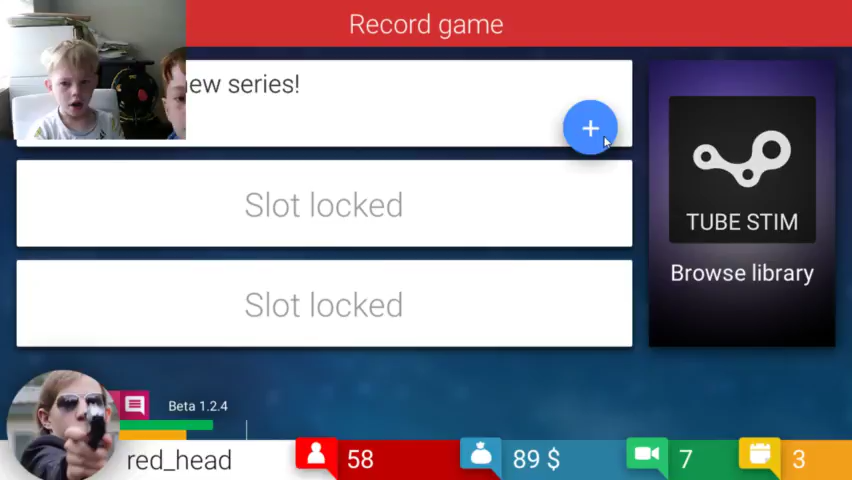 Record game
new series!
Slot locked
TUBE STIM
Browse library
Slot locked
Beta 1.2.4
red_head
58
89 $
7
3